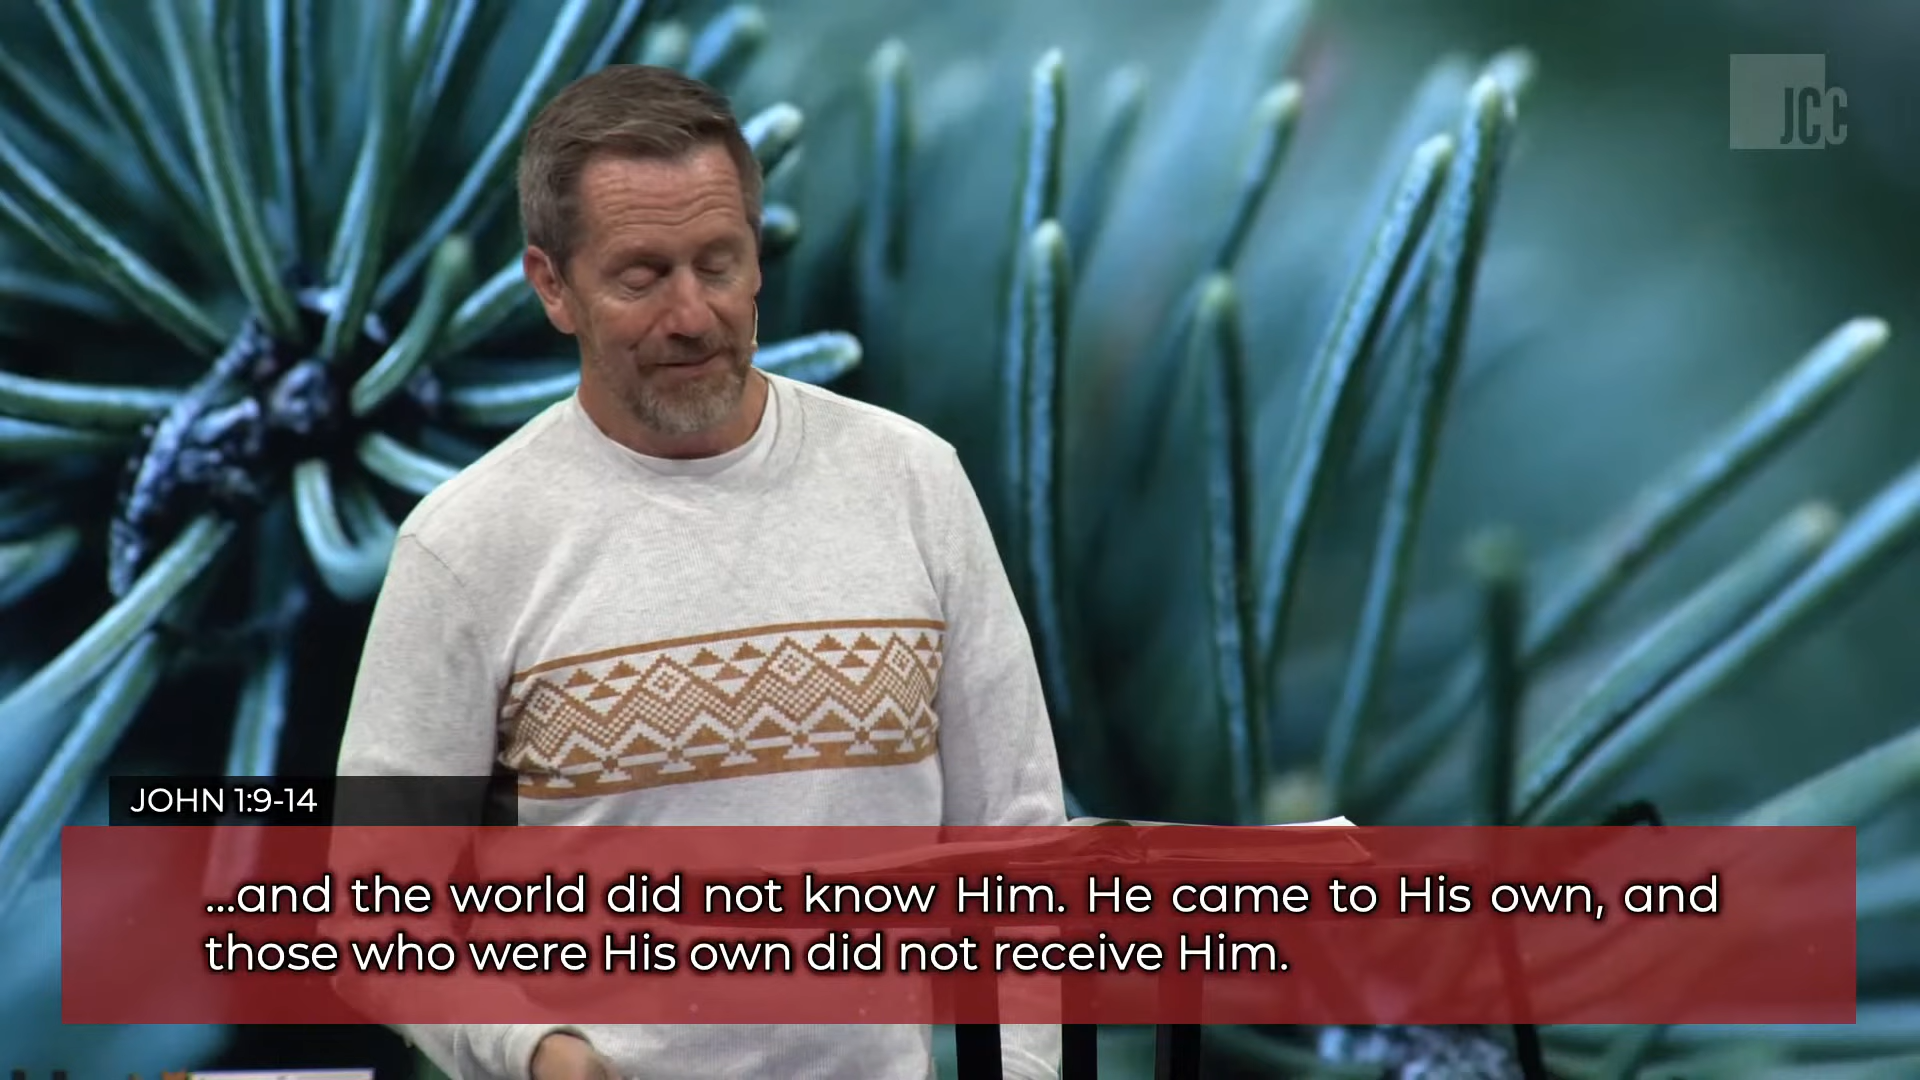 JCC
JOHN 1:9-14
...and the world did not know Him. He came to His own, and
those who were His own did not receive Him.